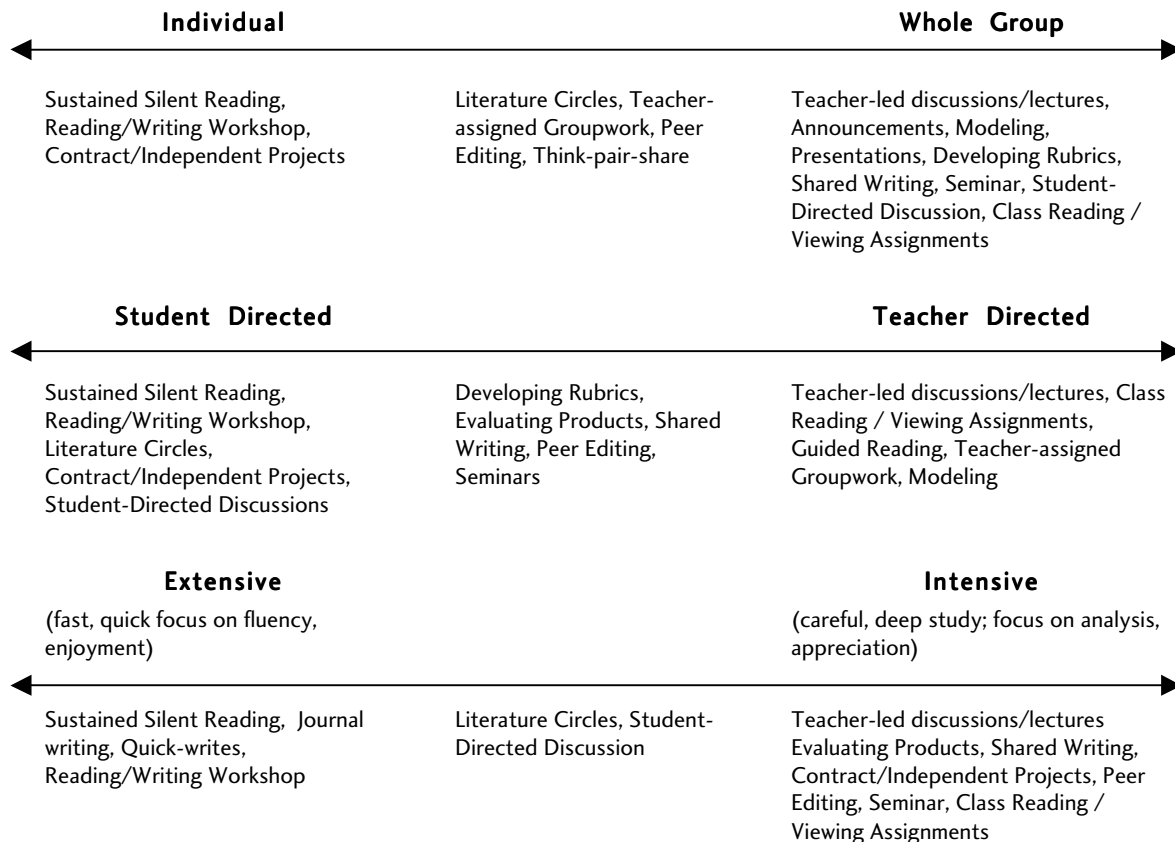 Individual
Whole Group
Sustained Silent Reading,
Reading/Writing Workshop,
Contract/Independent Projects
Literature Circles, Teacher-
assigned Groupwork, Peer
Editing, Think-pair-share
Teacher-led discussions/lectures,
Announcements, Modeling,
Presentations, Developing Rubrics,
Shared Writing, Seminar, Student-
Directed Discussion, Class Reading /
Viewing Assignments
Student Directed
Teacher Directed
Sustained Silent Reading,
Reading/Writing Workshop,
Literature Circles,
Contract/Independent Projects,
Student-Directed Discussions
Developing Rubrics,
Evaluating Products, Shared
Writing, Peer Editing,
Seminars
Teacher-led discussions/lectures, Class
Reading / Viewing Assignments,
Guided Reading, Teacher-assigned
Groupwork, Modeling
Extensive
(fast, quick focus on fluency,
enjoyment)
Intensive
(careful, deep study; focus on analysis,
appreciation)
Sustained Silent Reading, Journal
writing, Quick-writes,
Reading/Writing Workshop
Literature Circles, Student-
Directed Discussion
Teacher-led discussions/lectures
Evaluating Products, Shared Writing,
Contract/Independent Projects, Peer
Editing, Seminar, Class Reading /
Viewing Assignments